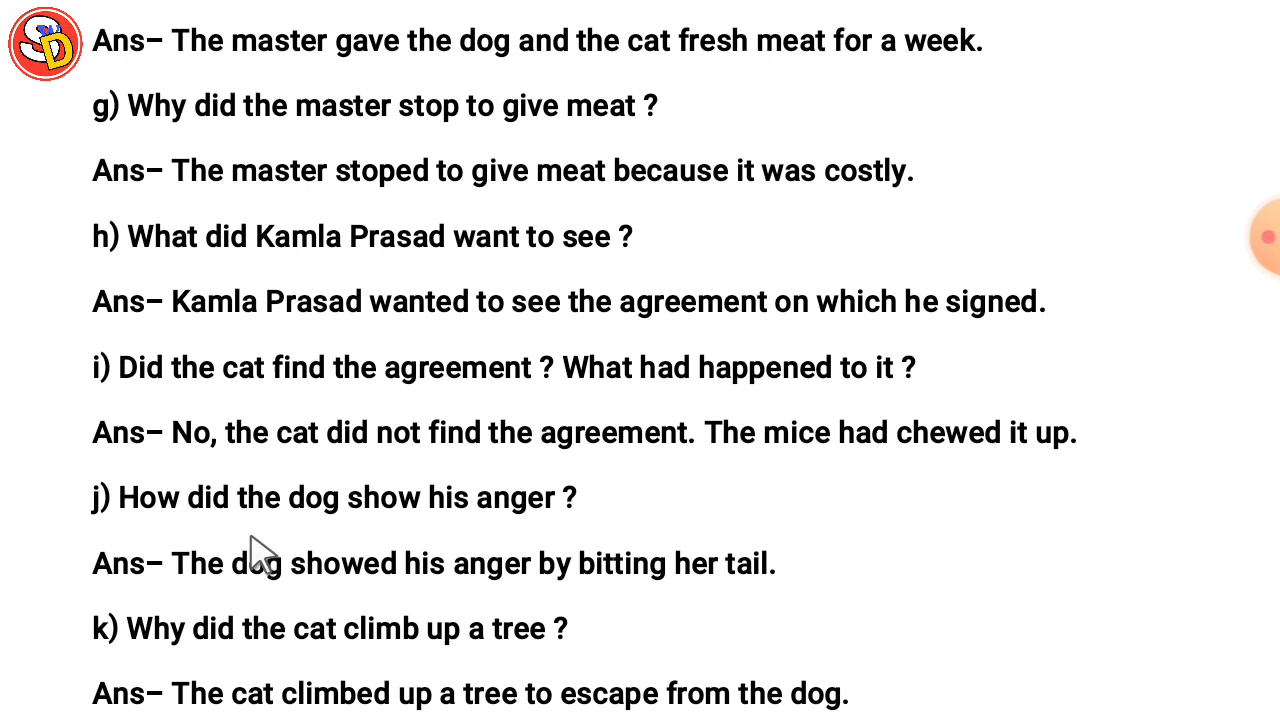 SD
Ans– The master gave the dog and the cat fresh meat for a week.
g) Why did the master stop to give meat ?
Ans– The master stoped to give meat because it was costly.
h) What did Kamla Prasad want to see ?
Ans– Kamla Prasad wanted to see the agreement on which he signed.
i) Did the cat find the agreement ? What had happened to it ?
Ans– No, the cat did not find the agreement. The mice had chewed it up.
j) How did the dog show his anger ?
Ans– The dog showed his anger by bitting her tail.
k) Why did the cat climb up a tree ?
Ans– The cat climbed up a tree to escape from the dog.